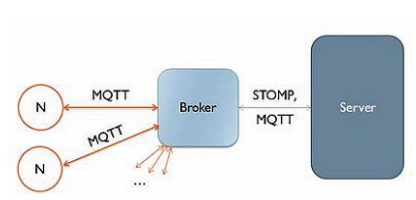 N
MQTT
Broker
STOMP,
MQTT
Server
N
MQTT
...